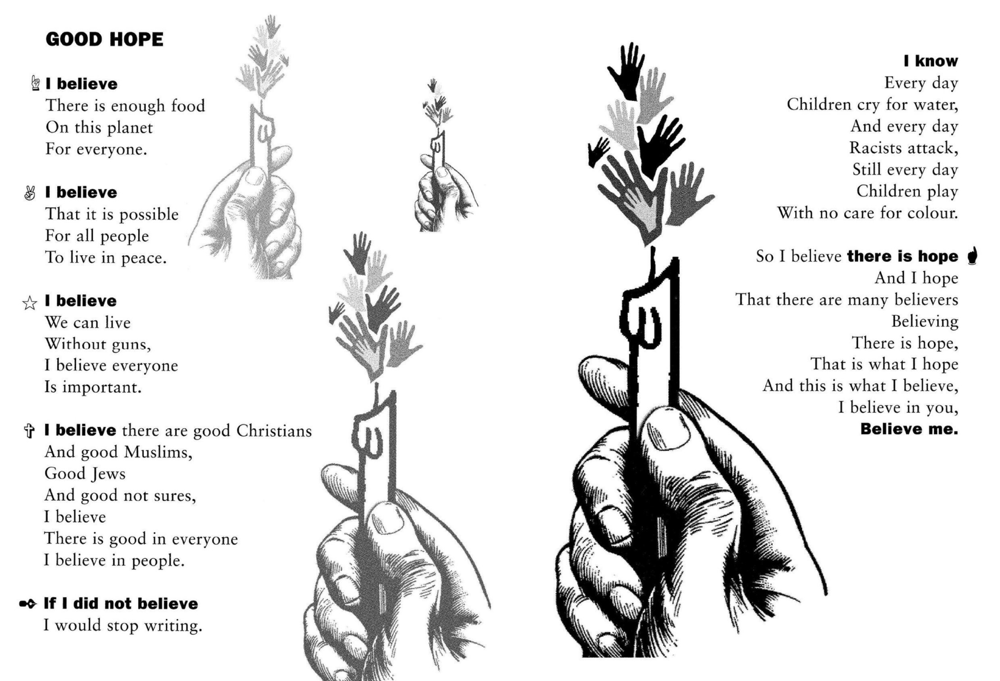 GOOD HOPE
I believe
There is enough food
On this planet
For everyone.
I believe
That it is possible
For all people
To live in peace.
I believe
We can live
Without guns,
I believe everyone
Is important.
I believe there are good Christians
And good Muslims,
Good Jews
And good not sures,
I believe
There is good in everyone
I believe in people.
If I did not believe
I would stop writing.
I know
Every day
Children cry for water,
And every day
Racists attack,
Still every day
Children play
With no care for colour.
So I believe there is hope
And I hope
That there are many believers
Believing
There is hope,
That is what I hope
And this is what I believe,
I believe in you,
Believe me.